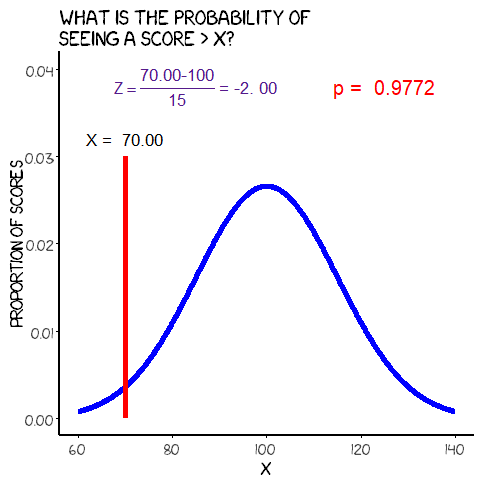 WHAT IS THE PROBABILITY OF
SEEING A SCORE > X?
Z = 70.00-100 / 15 = -2. 00
p = 0.9772
X = 70.00
PROPORTION OF SCORES
0.04
0.03
0.02
0.01
0.00
60 80 100 120 140
X